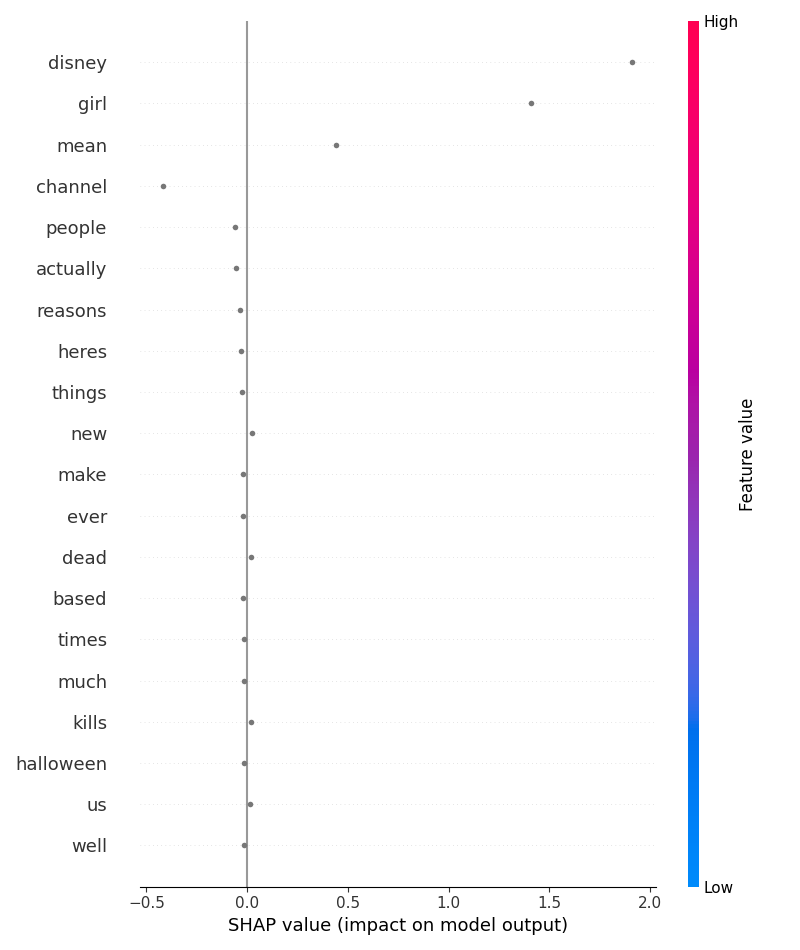 High
disney
girl
mean
channel
people
actually
reasons
heres
things
new
make
ever
dead
based
times
much
kills
halloween
us
well
Feature value
Low
−0.5 0.0 0.5 1.0 1.5 2.0
SHAP value (impact on model output)